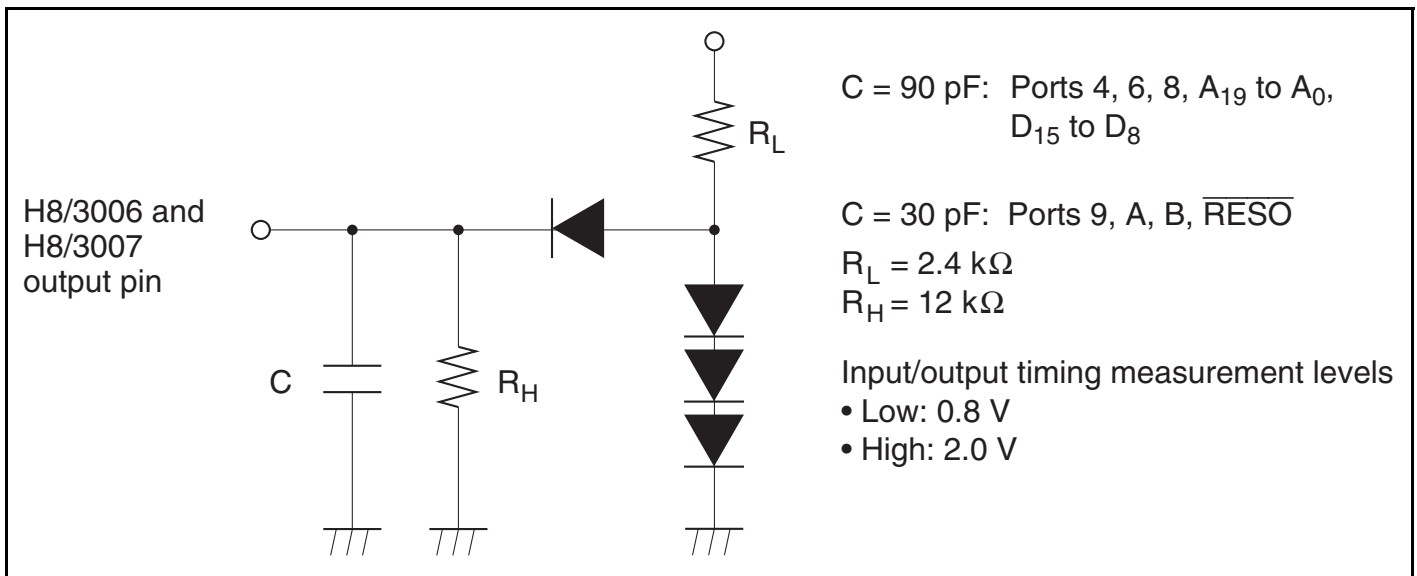 H8/3006 and
H8/3007
output pin
C
R_H
R_L
C = 90 pF: Ports 4, 6, 8, A₁₉ to A₀,
D₁₅ to D₈
C = 30 pF: Ports 9, A, B, R̅E̅S̅O̅
R_L = 2.4 kΩ
R_H = 12 kΩ
Input/output timing measurement levels
• Low: 0.8 V
• High: 2.0 V